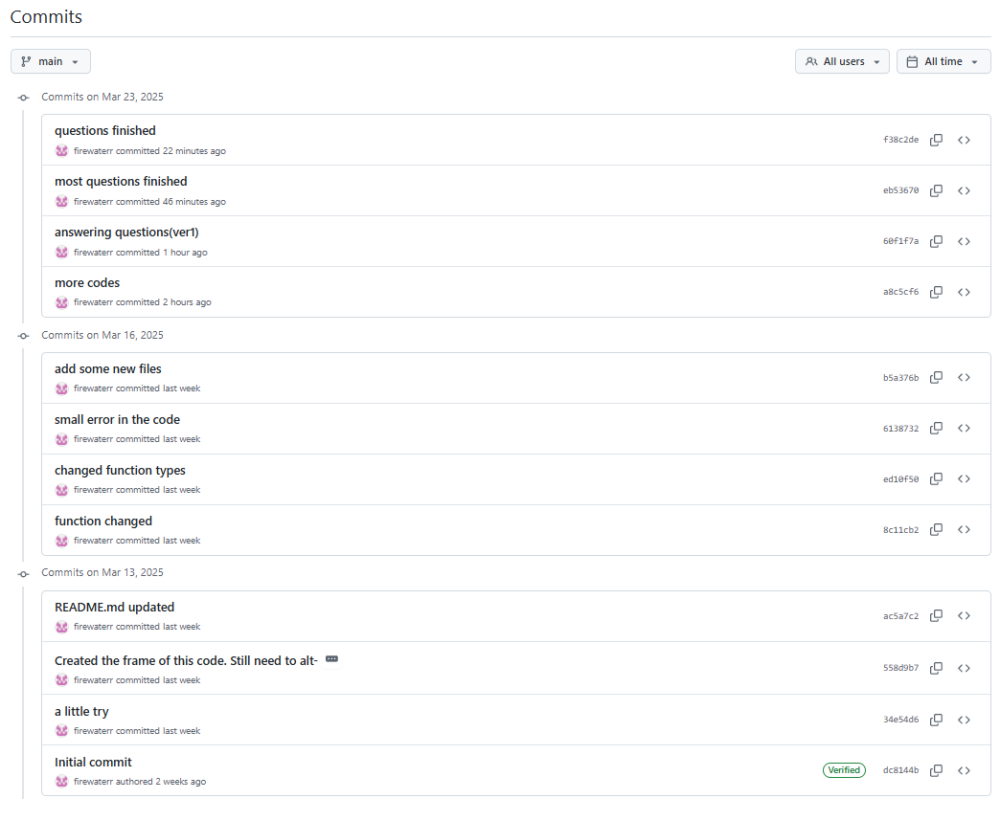 Commits
main
All users
All time
Commits on Mar 23, 2025
questions finished
f38c2de
firewaterr committed 22 minutes ago
most questions finished
eb53670
firewaterr committed 46 minutes ago
answering questions(ver1)
60f1f7a
firewaterr committed 1 hour ago
more codes
a8c5cf6
firewaterr committed 2 hours ago
Commits on Mar 16, 2025
add some new files
b5a376b
firewaterr committed last week
small error in the code
6138732
firewaterr committed last week
changed function types
ed10f50
firewaterr committed last week
function changed
8c11cb2
firewaterr committed last week
Commits on Mar 13, 2025
README.md updated
ac5a7c2
firewaterr committed last week
Created the frame of this code. Still need to alt-
558d9b7
firewaterr committed last week
a little try
34e54d6
firewaterr committed last week
Initial commit
Verified
dc8144b
firewaterr authored 2 weeks ago